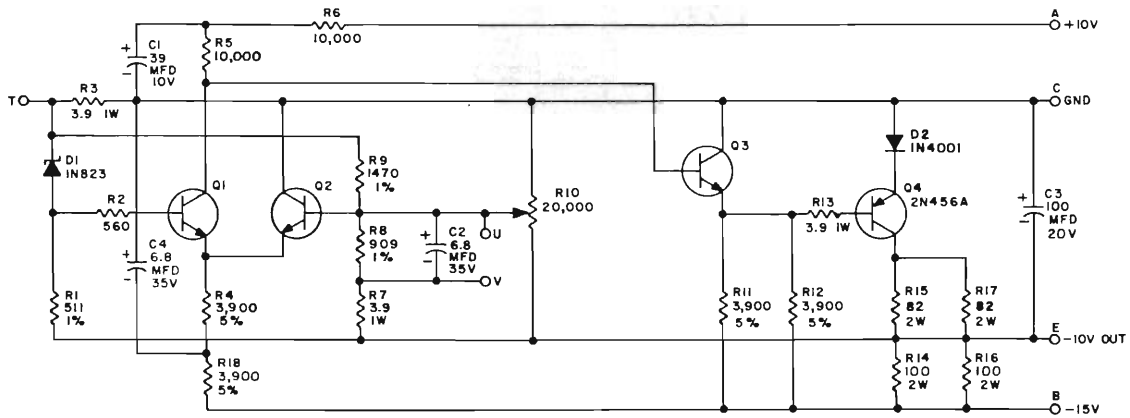 R6
10,000
A
+10V
C1
39
MFD
10V
R5
10,000
T
R3
3.9 1W
C
GND
D1
1N823
R2
560
Q1
Q2
R9
1470
1%
R10
20,000
Q3
D2
1N4001
Q4
2N456A
R13
3.9 1W
C3
100
MFD
20V
C4
6.8
MFD
35V
R8
909
1%
C2
6.8
MFD
35V
U
V
R1
511
1%
R4
3,900
5%
R7
3.9
1W
R11
3,900
5%
R12
3,900
5%
R15
82
2W
R17
82
2W
E
-10V OUT
R18
3,900
5%
R14
100
2W
R16
100
2W
B
-15V